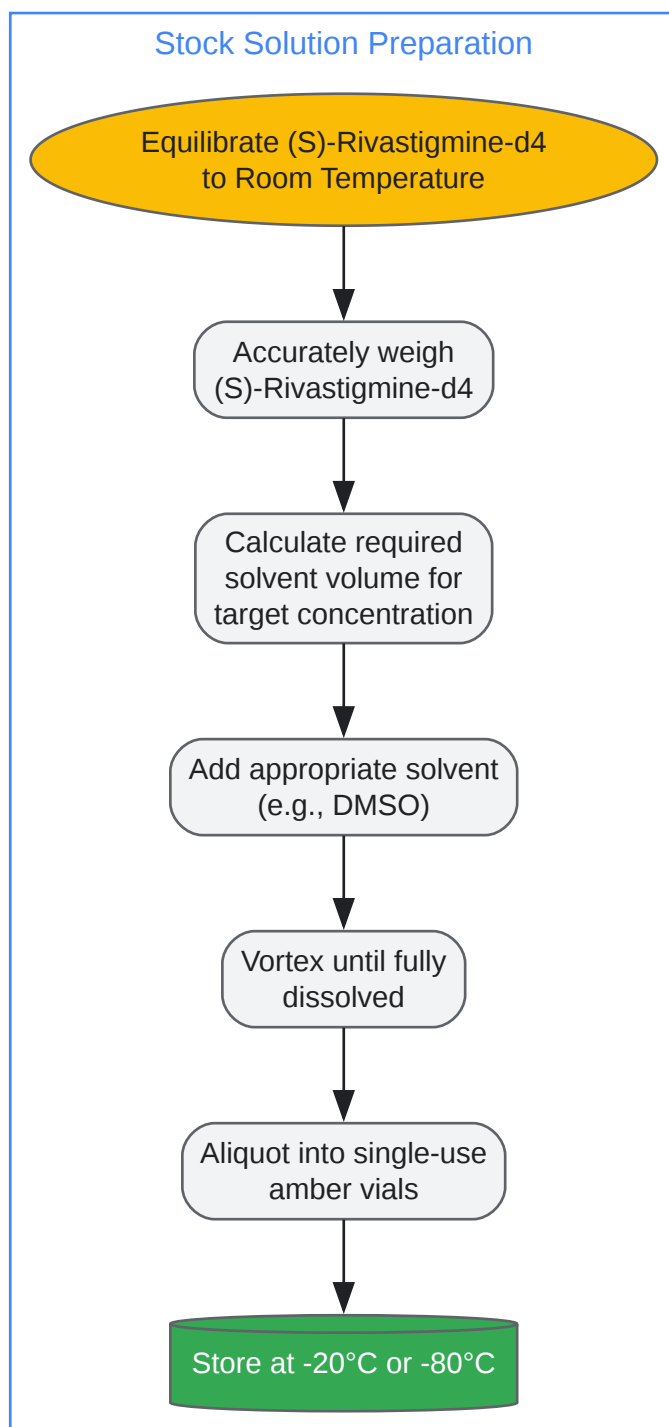 Stock Solution Preparation
Equilibrate (S)-Rivastigmine-d4
to Room Temperature
Accurately weigh
(S)-Rivastigmine-d4
Calculate required
solvent volume for
target concentration
Add appropriate solvent
(e.g., DMSO)
Vortex until fully
dissolved
Aliquot into single-use
amber vials
Store at -20°C or -80°C